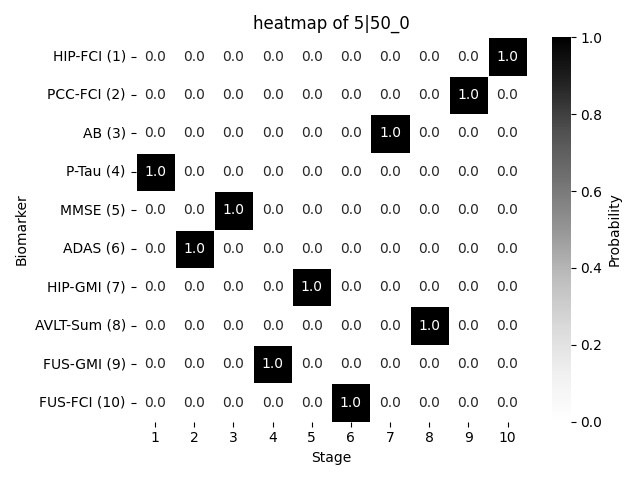 heatmap of 5|50_0
HIP-FCI (1) 0.0 0.0 0.0 0.0 0.0 0.0 0.0 0.0 0.0 1.0
PCC-FCI (2) 0.0 0.0 0.0 0.0 0.0 0.0 0.0 0.0 1.0 0.0
AB (3) 0.0 0.0 0.0 0.0 0.0 0.0 1.0 0.0 0.0 0.0
P-Tau (4) 1.0 0.0 0.0 0.0 0.0 0.0 0.0 0.0 0.0 0.0
MMSE (5) 0.0 0.0 1.0 0.0 0.0 0.0 0.0 0.0 0.0 0.0
ADAS (6) 0.0 1.0 0.0 0.0 0.0 0.0 0.0 0.0 0.0 0.0
HIP-GMI (7) 0.0 0.0 0.0 0.0 1.0 0.0 0.0 0.0 0.0 0.0
AVLT-Sum (8) 0.0 0.0 0.0 0.0 0.0 0.0 0.0 1.0 0.0 0.0
FUS-GMI (9) 0.0 0.0 0.0 1.0 0.0 0.0 0.0 0.0 0.0 0.0
FUS-FCI (10) 0.0 0.0 0.0 0.0 0.0 1.0 0.0 0.0 0.0 0.0
1 2 3 4 5 6 7 8 9 10
Stage
Biomarker
1.0
0.8
0.6
0.4
0.2
0.0
Probability